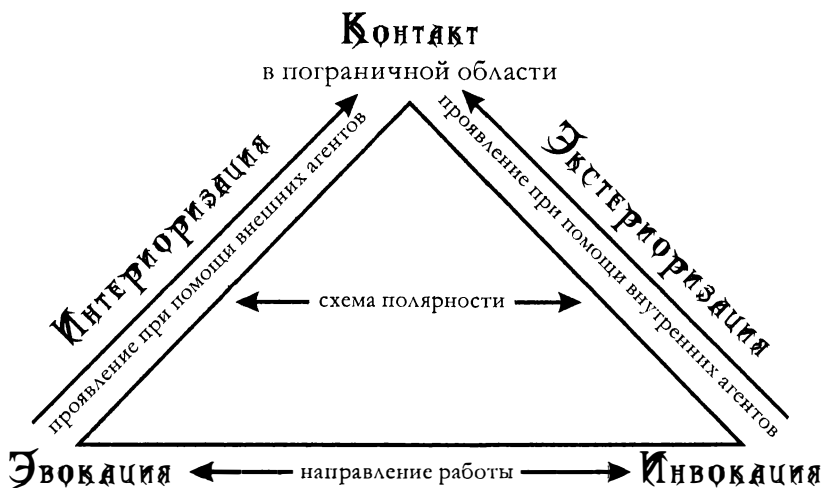 Контакт
в пограничной области
Интериоризация
проявление при помощи внешних агентов
проявление при помощи внутренних агентов
Экстериоризация
схема полярности
Эвокация
направление работы
Инвокация